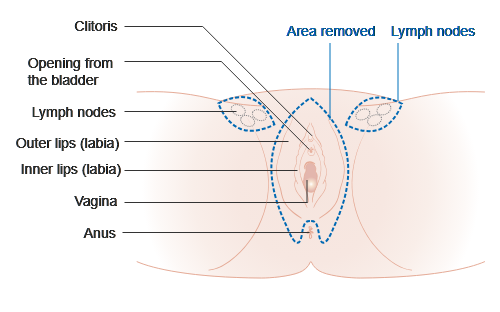 Clitoris
Area removed
Lymph nodes
Opening from
the bladder
Lymph nodes
Outer lips (labia)
Inner lips (labia)
Vagina
Anus